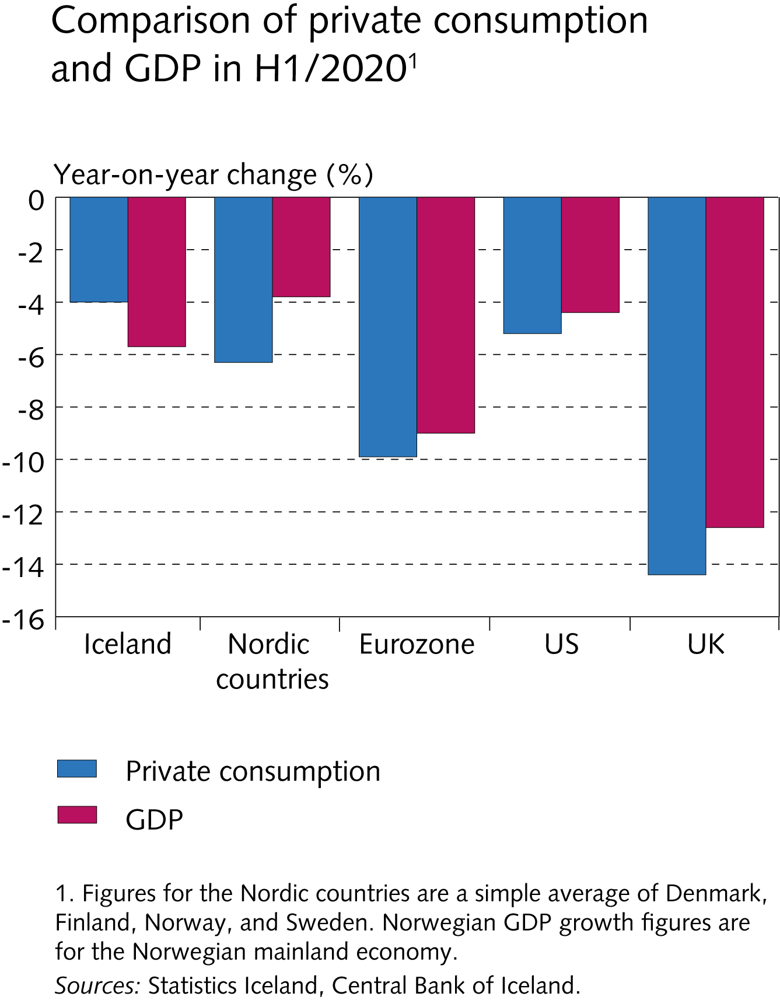 Comparison of private consumption
and GDP in H1/2020¹
Year-on-year change (%)
0
-2
-4
-6
-8
-10
-12
-14
-16
Iceland
Nordic
countries
Eurozone
US
UK
Private consumption
GDP
1. Figures for the Nordic countries are a simple average of Denmark,
Finland, Norway, and Sweden. Norwegian GDP growth figures are
for the Norwegian mainland economy.
Sources: Statistics Iceland, Central Bank of Iceland.